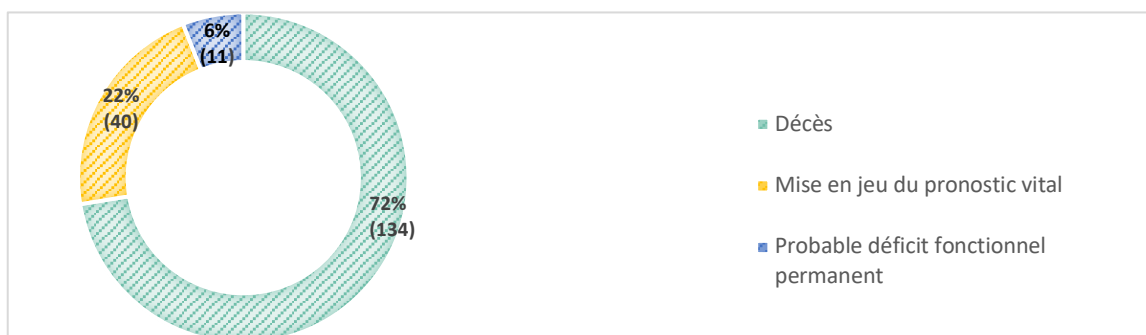 6%
(11)
22%
(40)
72%
(134)
Décès
Mise en jeu du pronostic vital
Probable déficit fonctionnel
permanent